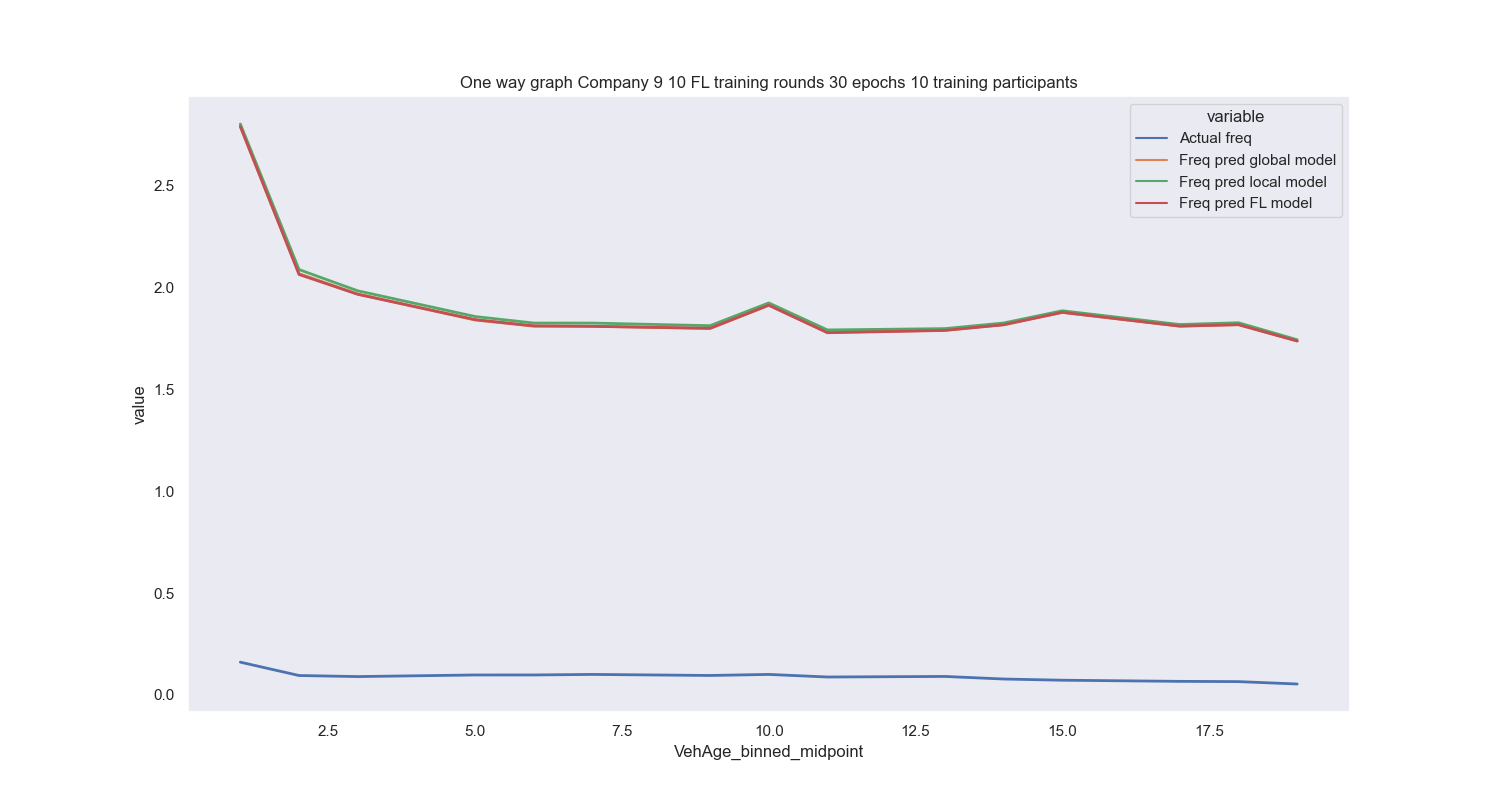 One way graph Company 9 10 FL training rounds 30 epochs 10 training participants
variable
Actual freq
Freq pred global model
Freq pred local model
Freq pred FL model
2.5
2.0
1.5
1.0
0.5
0.0
value
2.5 5.0 7.5 10.0 12.5 15.0 17.5
VehAge_binned_midpoint